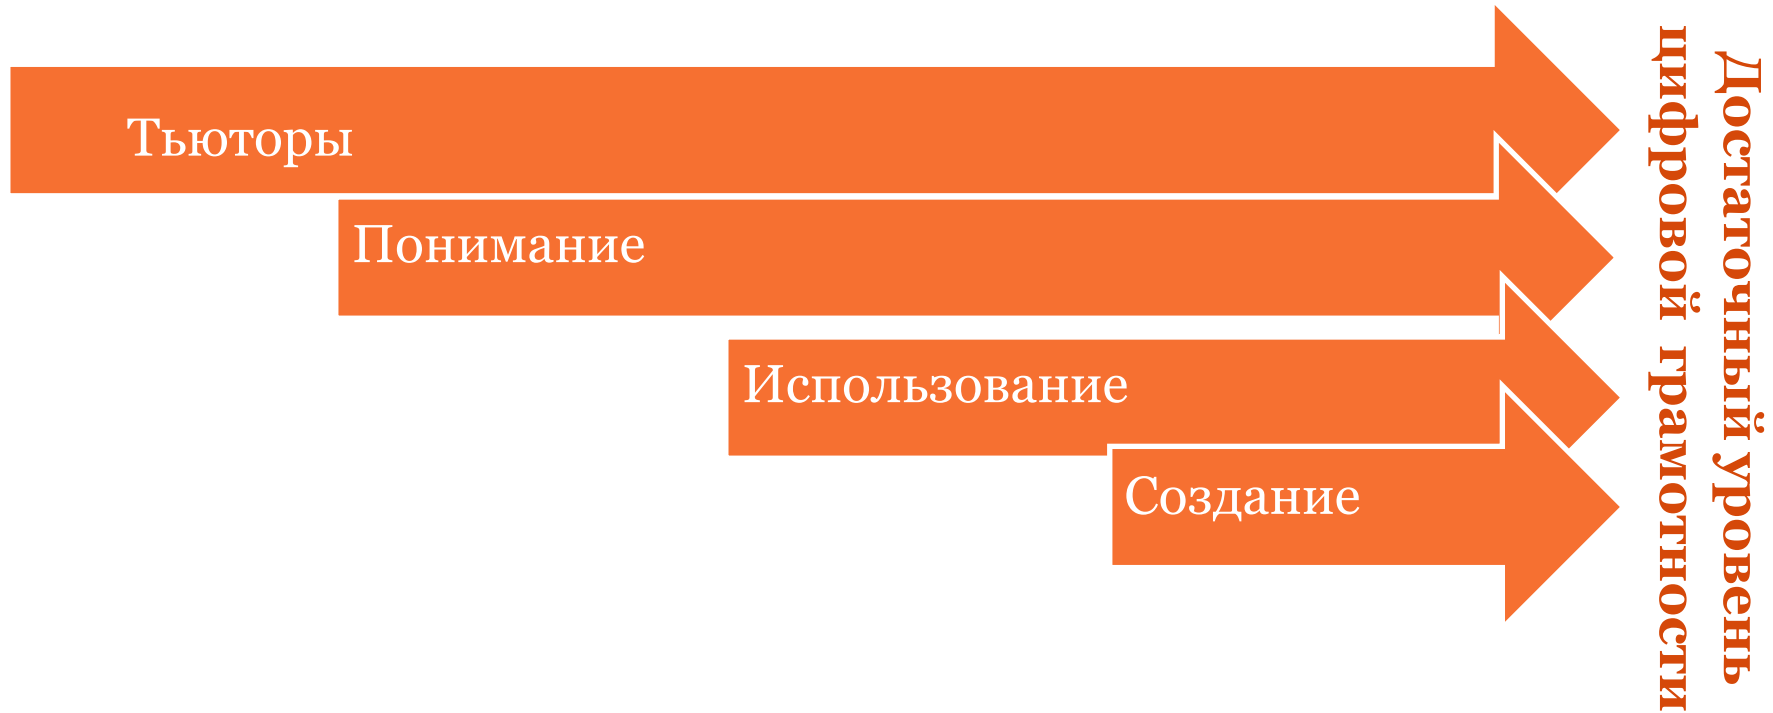 Тьюторы
Понимание
Использование
Создание
Достаточный уровень
цифровой грамотности